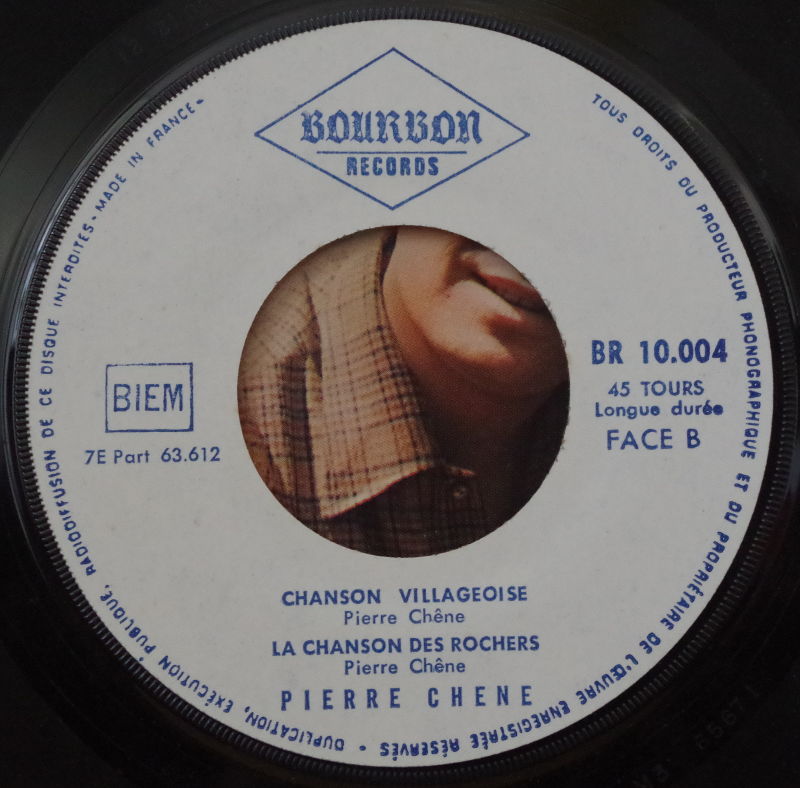 BOURBON
RECORDS
TOUS DROITS DU PRODUCTEUR PHONOGRAPHIQUE ET DU PROPRIÉTAIRE DE L'ŒUVRE ENREGISTRÉE RÉSERVÉS - DUPLICATION, EXÉCUTION PUBLIQUE, RADIODIFFUSION DE CE DISQUE INTERDITES - MADE IN FRANCE -
BIEM
7E Part 63.612
BR 10.004
45 TOURS
Longue durée
FACE B
CHANSON VILLAGEOISE
Pierre Chêne
LA CHANSON DES ROCHERS
Pierre Chêne
PIERRE CHENE